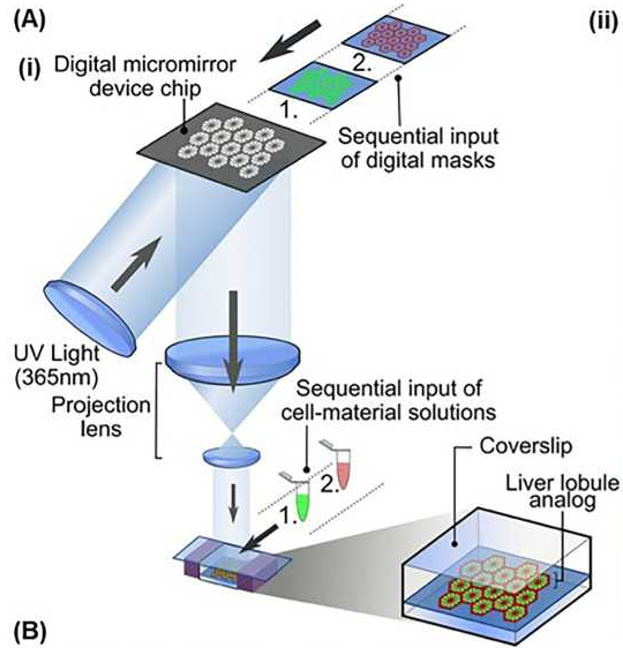 (A)
(ii)
(i)
Digital micromirror
device chip
2.
1.
Sequential input
of digital masks
UV Light
(365nm)
Projection
lens
Sequential input of
cell-material solutions
2.
1.
Coverslip
Liver lobule
analog
(B)